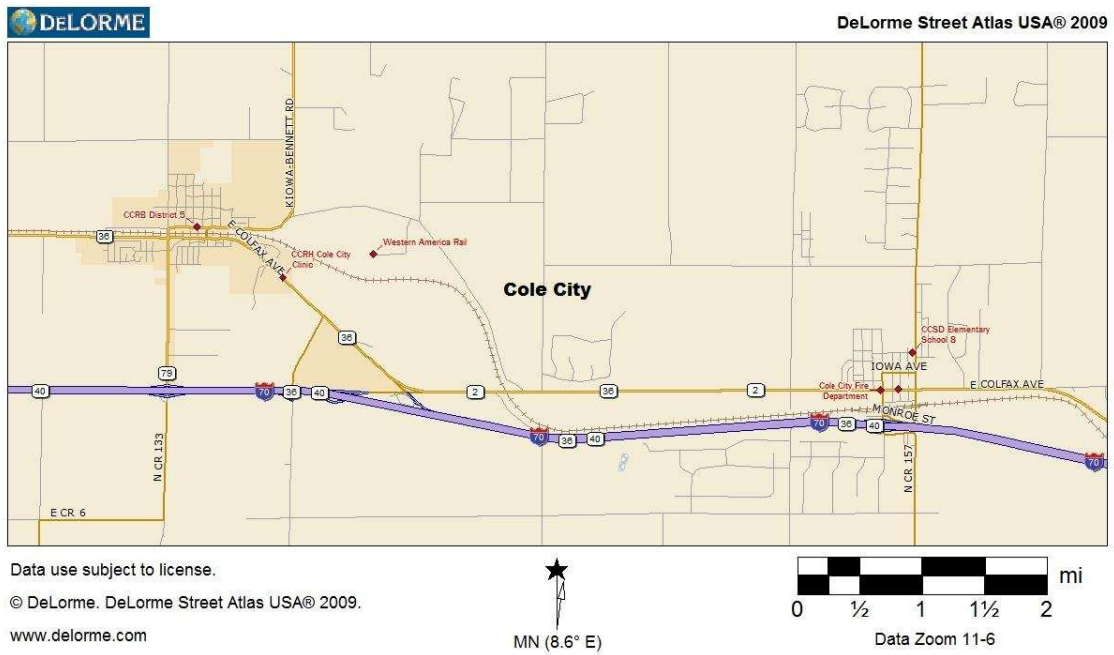 DELORME
DeLorme Street Atlas USA® 2009
KIOWA-BENNETT RD
CCRB District 5
36
E COLFAX AVE
Western America Rail
CCRH Cole City
Clinic
Cole City
36
CCSD Elementary
School 8
IOWA AVE
79
40
70
36
40
2
36
2
Cole City Fire
Department
E COLFAX AVE
MONROE ST
70
36
40
70
36
40
70
N CR 133
N CR 157
E CR 6
Data use subject to license.
© DeLorme. DeLorme Street Atlas USA® 2009.
www.delorme.com
MN (8.6° E)
mi
0 ½ 1 1½ 2
Data Zoom 11-6